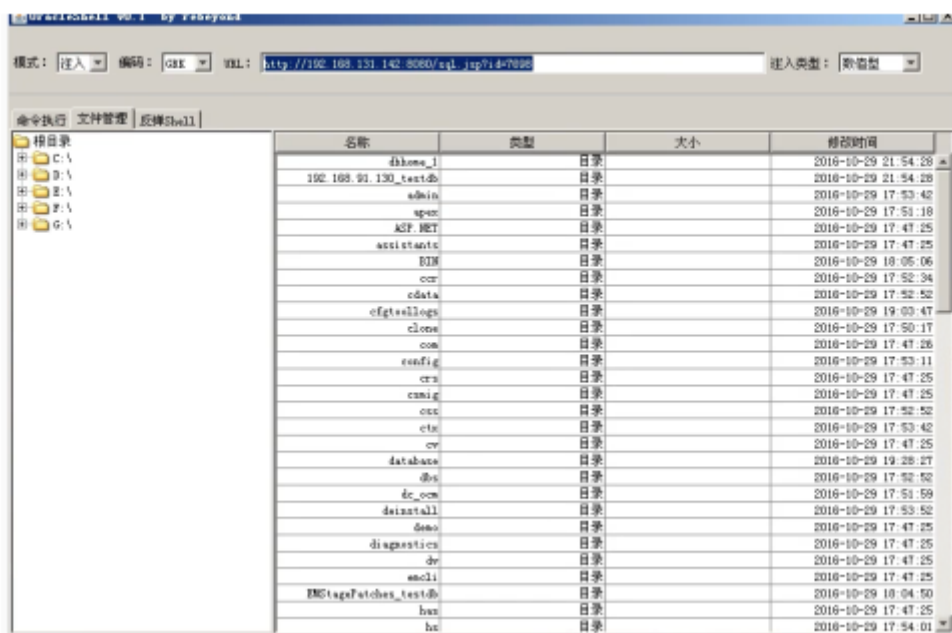 OracleShell v0.1 by rebeyond
模式： 注入 编码： GBK URL： http://192.168.131.142:8080/sql.jsp?id=7898 注入类型： 数值型
命令执行 文件管理 反弹Shell
根目录
C:\
D:\
E:\
F:\
G:\
名称 类型 大小 修改时间
dbhome_1 目录 2016-10-29 21:54:28
192.168.91.130_testdb 目录 2016-10-29 21:54:28
admin 目录 2016-10-29 17:53:42
apex 目录 2016-10-29 17:51:18
ASP.NET 目录 2016-10-29 17:47:25
assistants 目录 2016-10-29 17:47:25
BIN 目录 2016-10-29 18:05:06
ccr 目录 2016-10-29 17:52:34
cdata 目录 2016-10-29 17:52:52
cfgtoollogs 目录 2016-10-29 19:03:47
clone 目录 2016-10-29 17:50:17
com 目录 2016-10-29 17:47:26
config 目录 2016-10-29 17:53:11
crs 目录 2016-10-29 17:47:25
csmig 目录 2016-10-29 17:47:25
css 目录 2016-10-29 17:52:52
ctx 目录 2016-10-29 17:53:42
cv 目录 2016-10-29 17:47:25
database 目录 2016-10-29 19:28:27
dbs 目录 2016-10-29 17:52:52
dc_ocm 目录 2016-10-29 17:51:59
deinstall 目录 2016-10-29 17:53:52
demo 目录 2016-10-29 17:47:25
diagnostics 目录 2016-10-29 17:47:25
dv 目录 2016-10-29 17:47:25
emcli 目录 2016-10-29 17:47:25
EMStagePatches_testdb 目录 2016-10-29 18:04:50
has 目录 2016-10-29 17:47:25
hs 目录 2016-10-29 17:54:01